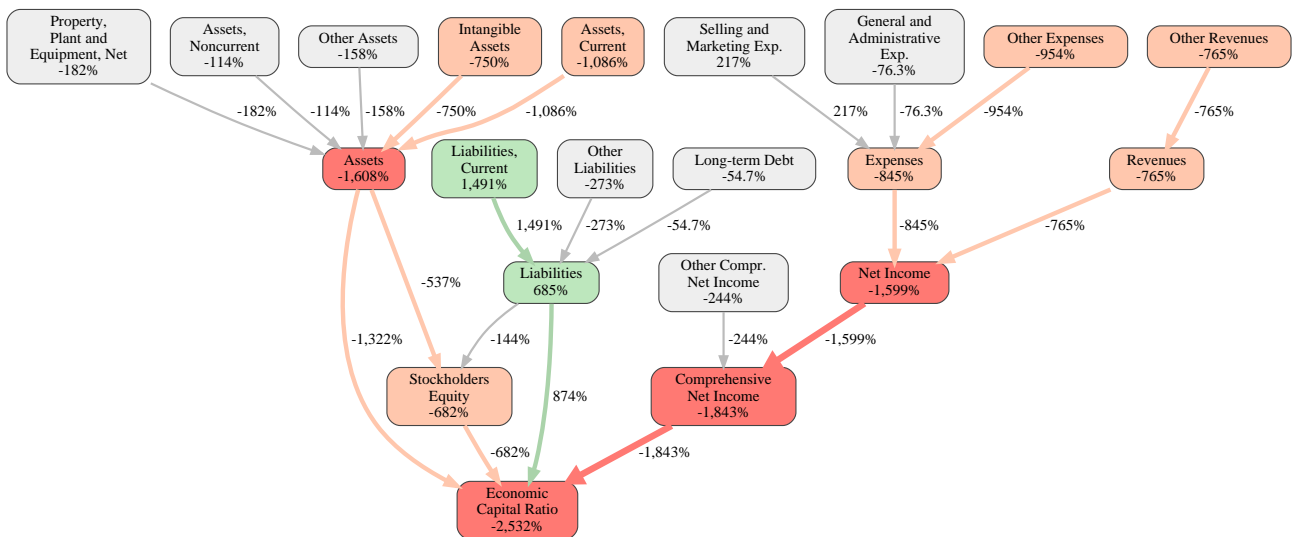 Property,
Plant and
Equipment, Net
-182%
Assets,
Noncurrent
-114%
Other Assets
-158%
Intangible
Assets
-750%
Assets,
Current
-1,086%
Selling and
Marketing Exp.
217%
General and
Administrative
Exp.
-76.3%
Other Expenses
-954%
Other Revenues
-765%
-182%
-114%
-158%
-750%
-1,086%
217%
-76.3%
-954%
-765%
Assets
-1,608%
Liabilities,
Current
1,491%
Other
Liabilities
-273%
Long-term Debt
-54.7%
Expenses
-845%
Revenues
-765%
1,491%
-273%
-54.7%
-845%
-765%
-537%
Liabilities
685%
Other Compr.
Net Income
-244%
Net Income
-1,599%
-1,322%
-144%
-244%
-1,599%
Stockholders
Equity
-682%
874%
Comprehensive
Net Income
-1,843%
-682%
-1,843%
Economic
Capital Ratio
-2,532%